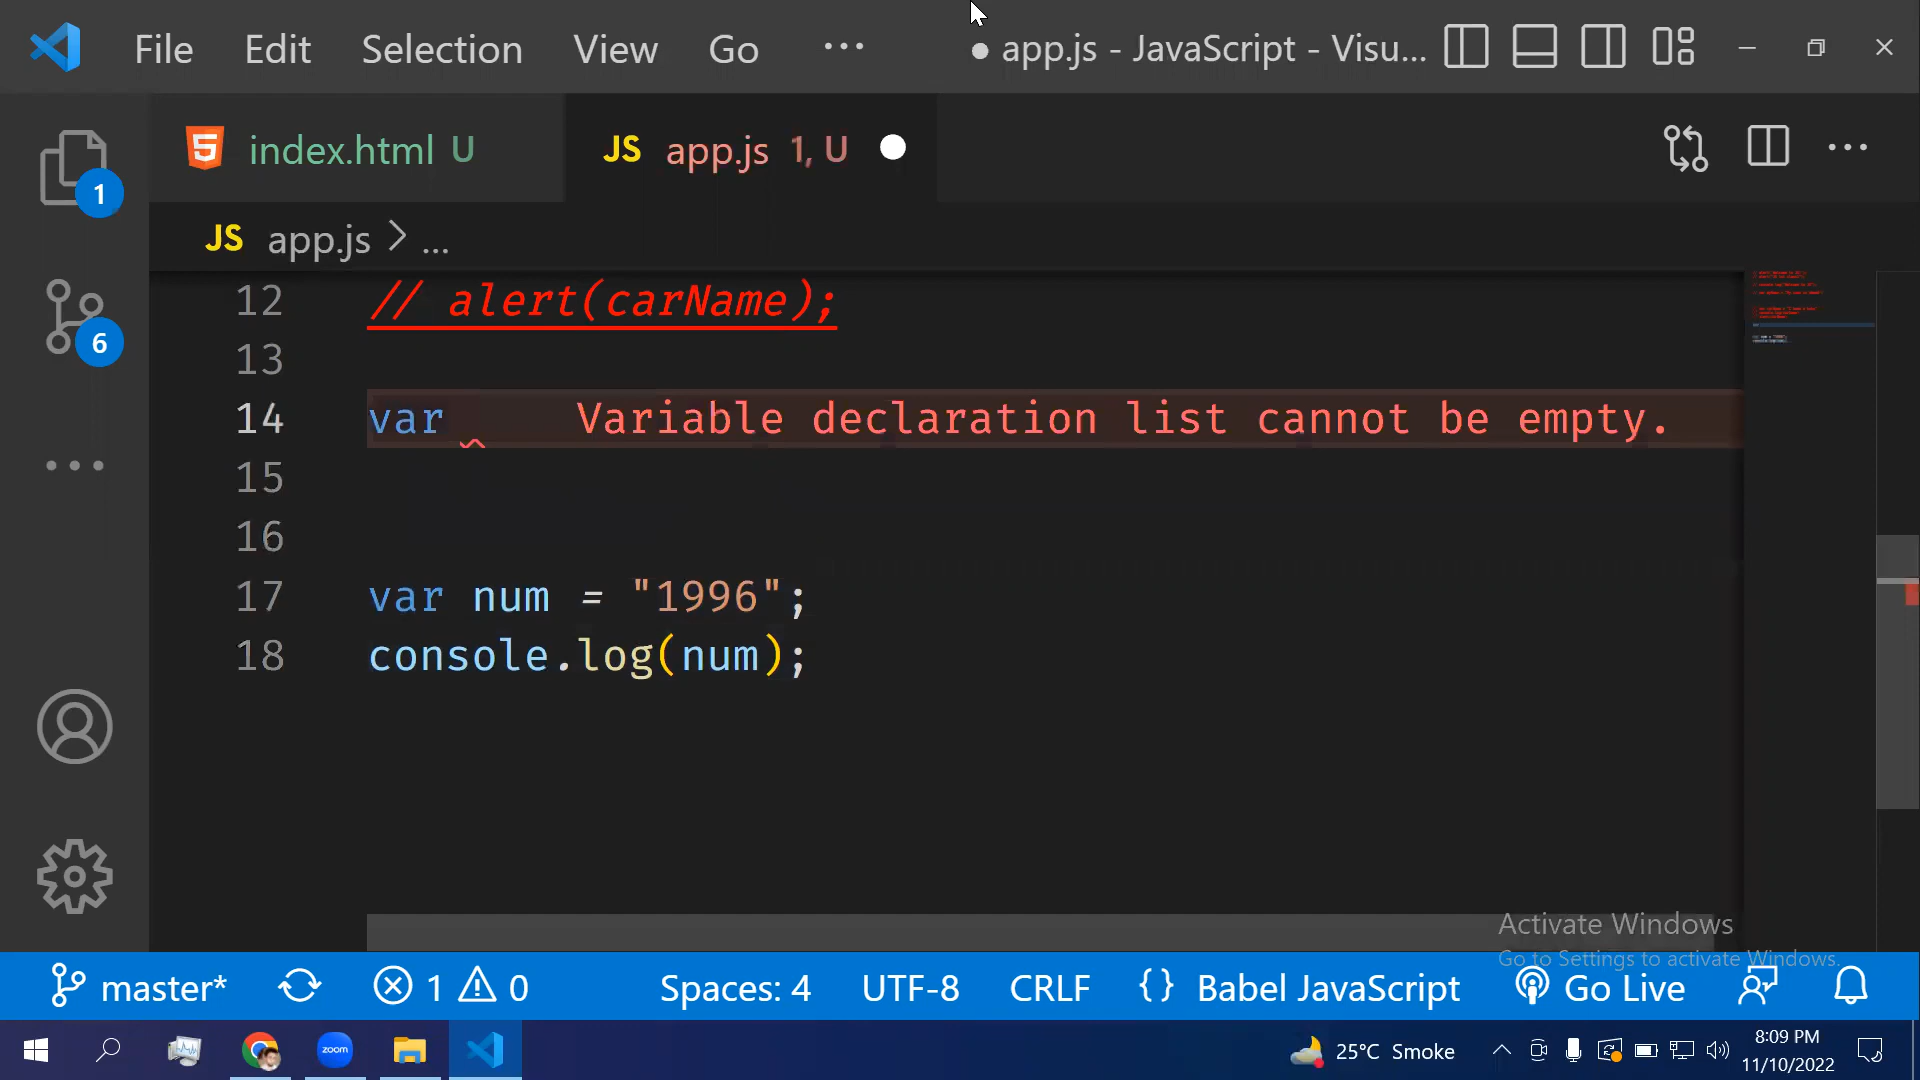 File Edit Selection View Go ··· ● app.js - JavaScript - Visu...
index.html U JS app.js 1, U
1
JS app.js > ...
12 // alert(carName);
13
14 var Variable declaration list cannot be empty.
15
16
17 var num = "1996";
18 console.log(num);
6
Activate Windows
Go to Settings to activate Windows.
master* 1 0 Spaces: 4 UTF-8 CRLF {} Babel JavaScript Go Live
zoom 25°C Smoke 8:09 PM
11/10/2022